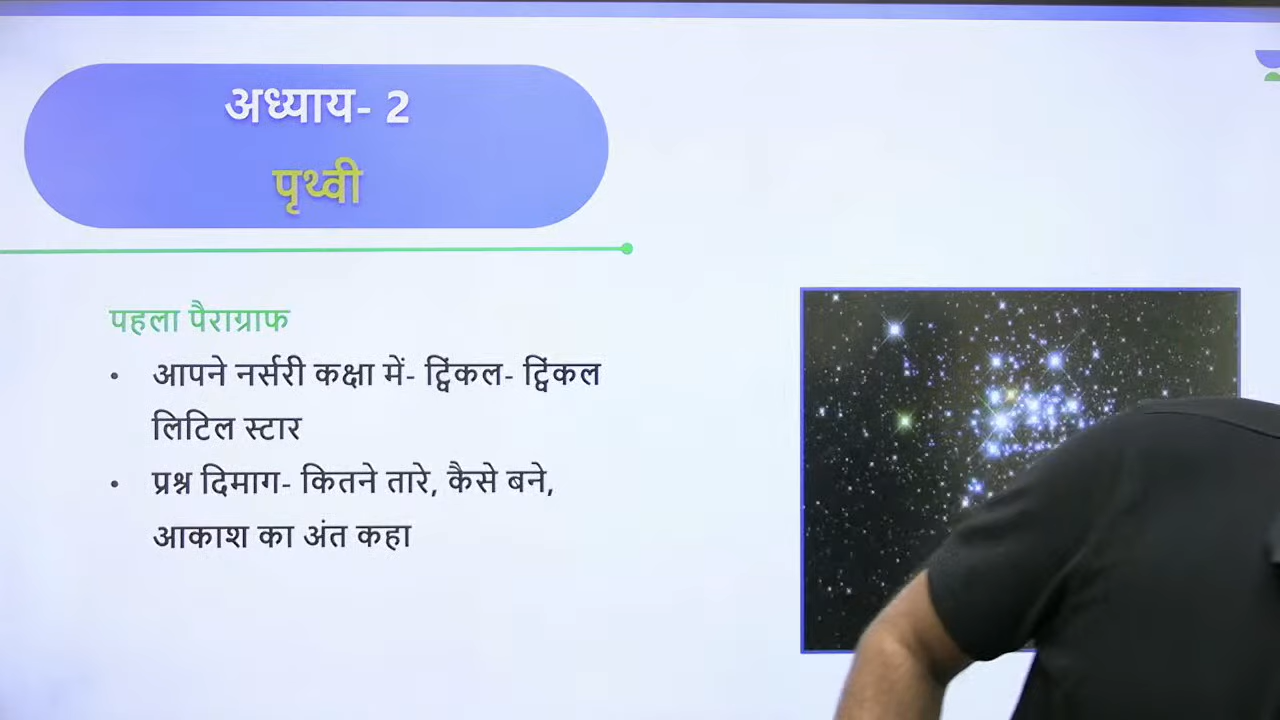 अध्याय- 2
पृथ्वी
पहला पैराग्राफ
• आपने नर्सरी कक्षा में- ट्विंकल- ट्विंकल
लिटिल स्टार
• प्रश्न दिमाग- कितने तारे, कैसे बने,
आकाश का अंत कहा